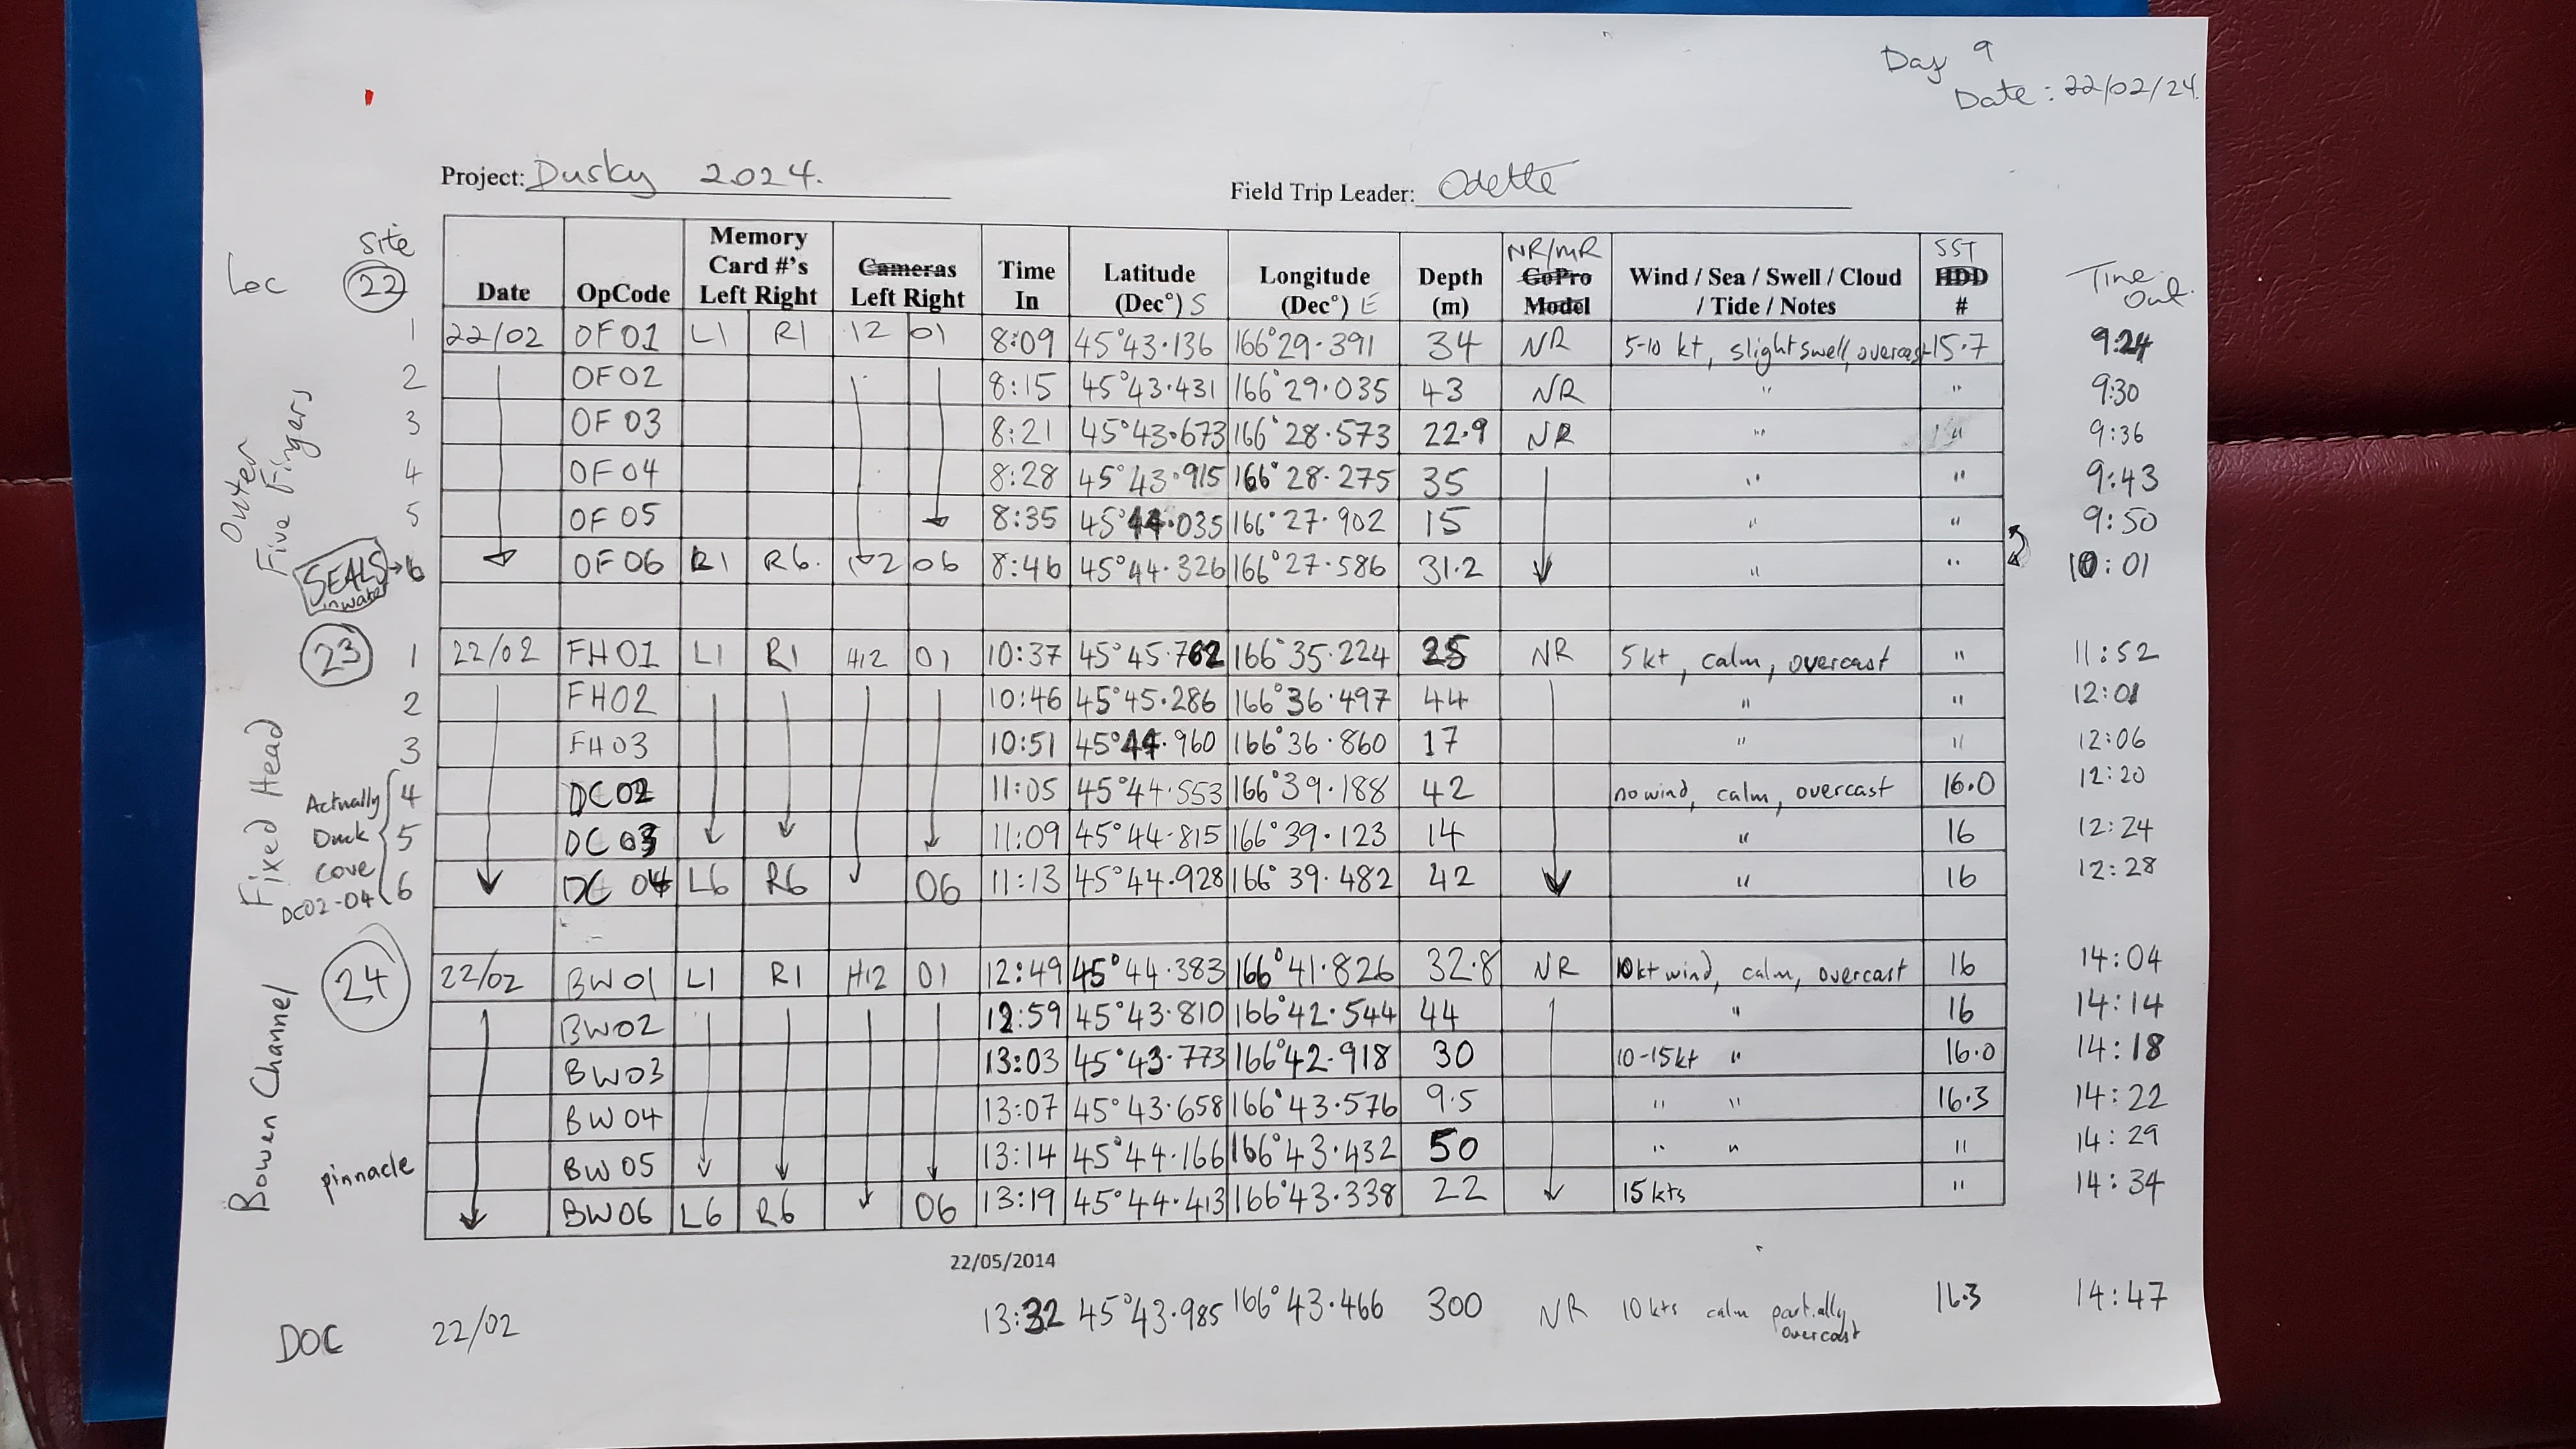 Day 9
Date: 22/02/24.
Project: Dusky 2024.
Field Trip Leader: Odette
Loc Site
Date OpCode Memory Card #'s Left Right Cameras Left Right Time In Latitude (Dec°) S Longitude (Dec°) E Depth (m) NR/MR GoPro Model Wind / Sea / Swell / Cloud / Tide / Notes SST HDD # Time Out.
22
Outer Five Fingers
1 22/02 OF01 L1 R1 12 01 8:09 45°43.136 166°29.391 34 NR 5-10 kt, slight swell, overcast 15.7 9:24
2 OF02 8:15 45°43.431 166°29.035 43 NR " " 9:30
3 OF03 8:21 45°43.673 166°28.573 22.9 NR " " 9:36
4 OF04 8:28 45°43.915 166°28.275 35 " " 9:43
5 OF05 8:35 45°44.035 166°27.902 15 " " 9:50
SEALS in water → 6 OF06 R6. 06 8:46 45°44.326 166°27.586 31.2 " " 10:01
23
Fixed Head
1 22/02 FH01 L1 R1 H12 01 10:37 45°45.762 166°35.224 25 NR 5kt, calm, overcast " 11:52
2 FH02 10:46 45°45.286 166°36.497 44 " " 12:01
3 FH03 10:51 45°44.960 166°36.860 17 " " 12:06
Actually Duck Cove DC02-04
4 DC02 11:05 45°44.553 166°39.188 42 no wind, calm, overcast 16.0 12:20
5 DC03 11:09 45°44.815 166°39.123 14 " 16 12:24
6 DC04 L6 R6 06 11:13 45°44.928 166°39.482 42 " 16 12:28
24
Bowen Channel
22/02 BW01 L1 R1 H12 01 12:49 45°44.383 166°41.826 32.8 NR 10kt wind, calm, overcast 16 14:04
BW02 12:59 45°43.810 166°42.544 44 " 16 14:14
BW03 13:03 45°43.773 166°42.918 30 10-15kt " 16.0 14:18
BW04 13:07 45°43.658 166°43.576 9.5 " " 16.3 14:22
pinnacle BW05 13:14 45°44.166 166°43.432 50 " " " 14:29
BW06 L6 R6 06 13:19 45°44.413 166°43.338 22 15kts " 14:34
22/05/2014
DOC 22/02 13:32 45°43.985 166°43.466 300 NR 10kts calm partially overcast 16.3 14:47